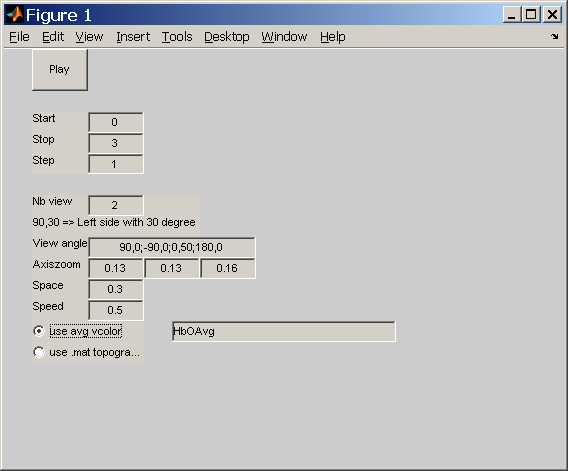 Figure 1
File Edit View Insert Tools Desktop Window Help
Play
Start 0
Stop 3
Step 1
Nb view 2
90,30 => Left side with 30 degree
View angle 90,0;-90,0;0,50;180,0
Axiszoom 0.13 0.13 0.16
Space 0.3
Speed 0.5
use avg vcolor HbOAvg
use .mat topogra...